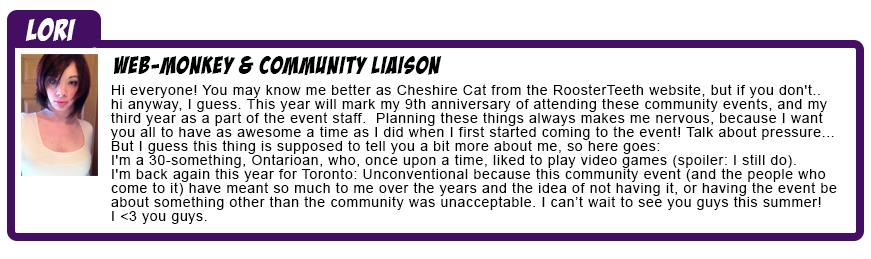 LORI
WEB-MONKEY & COMMUNITY LIAISON
Hi everyone! You may know me better as Cheshire Cat from the RoosterTeeth website, but if you don't..
hi anyway, I guess. This year will mark my 9th anniversary of attending these community events, and my
third year as a part of the event staff.  Planning these things always makes me nervous, because I want
you all to have as awesome a time as I did when I first started coming to the event! Talk about pressure...
But I guess this thing is supposed to tell you a bit more about me, so here goes:
I'm a 30-something, Ontarioan, who, once upon a time, liked to play video games (spoiler: I still do).
I'm back again this year for Toronto: Unconventional because this community event (and the people who
come to it) have meant so much to me over the years and the idea of not having it, or having the event be
about something other than the community was unacceptable. I can’t wait to see you guys this summer!
I <3 you guys.